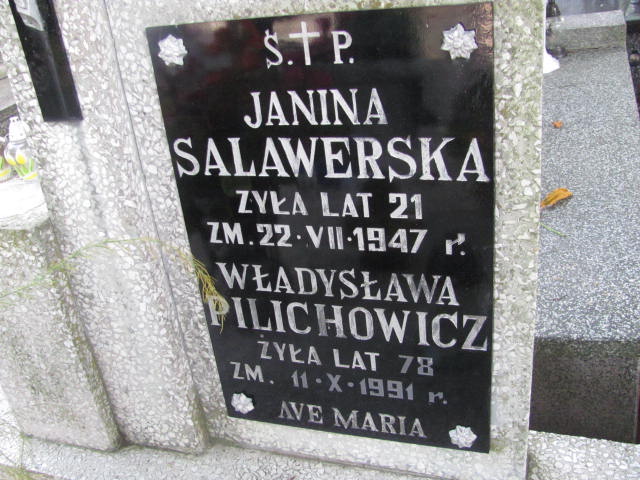 Ś.†P.
JANINA
SALAWERSKA
ŻYŁA LAT 21
ZM. 22·VII·1947 r.
WŁADYSŁAWA
PILICHOWICZ
ŻYŁA LAT 78
ZM. 11·X·1991 r.
AVE MARIA